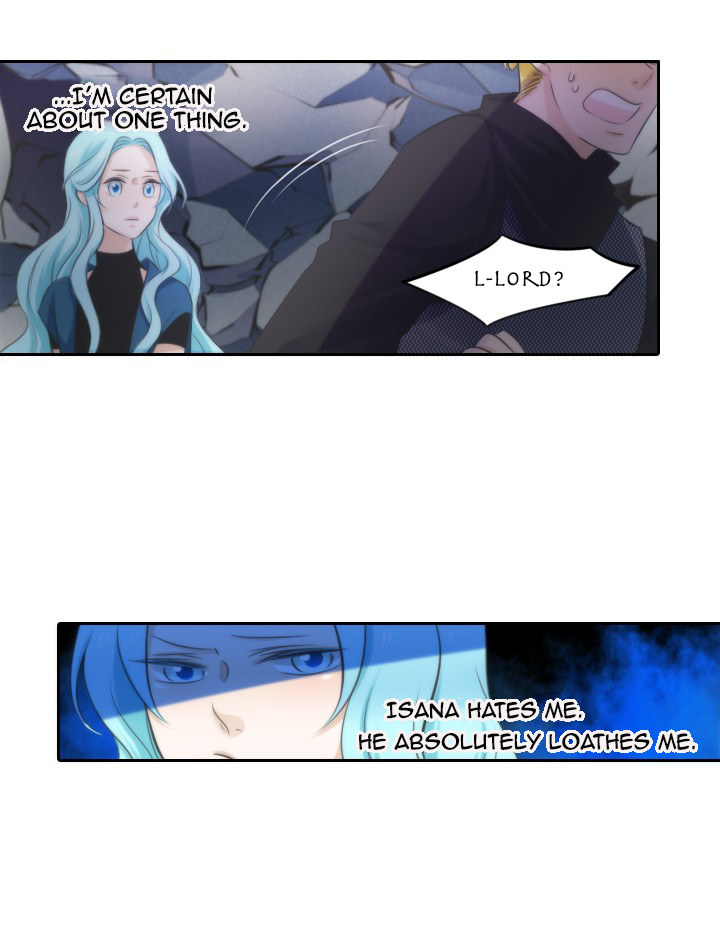 ...I'M CERTAIN
ABOUT ONE THING.
L-LORD?
ISANA HATES ME.
HE ABSOLUTELY LOATHES ME.